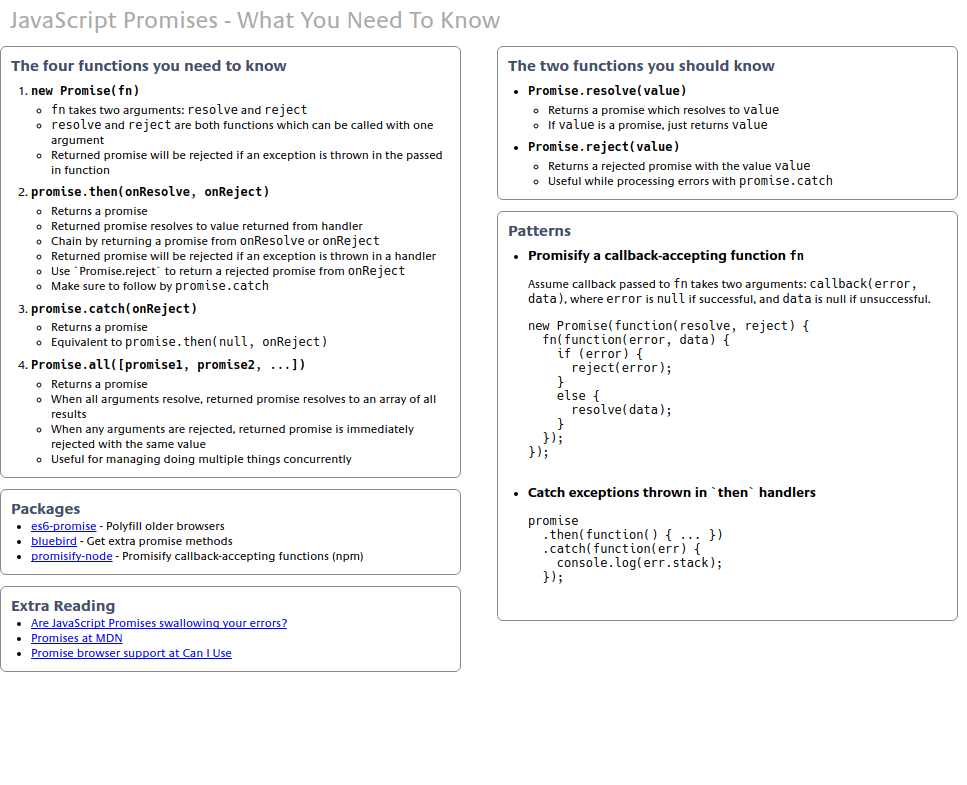 JavaScript Promises - What You Need To Know
The four functions you need to know
1. new Promise(fn)
fn takes two arguments: resolve and reject
resolve and reject are both functions which can be called with one
argument
Returned promise will be rejected if an exception is thrown in the passed
in function
2. promise.then(onResolve, onReject)
Returns a promise
Returned promise resolves to value returned from handler
Chain by returning a promise from onResolve or onReject
Returned promise will be rejected if an exception is thrown in a handler
Use `Promise.reject` to return a rejected promise from onReject
Make sure to follow by promise.catch
3. promise.catch(onReject)
Returns a promise
Equivalent to promise.then(null, onReject)
4. Promise.all([promise1, promise2, ...])
Returns a promise
When all arguments resolve, returned promise resolves to an array of all
results
When any arguments are rejected, returned promise is immediately
rejected with the same value
Useful for managing doing multiple things concurrently
Packages
es6-promise - Polyfill older browsers
bluebird - Get extra promise methods
promisify-node - Promisify callback-accepting functions (npm)
Extra Reading
Are JavaScript Promises swallowing your errors?
Promises at MDN
Promise browser support at Can I Use
The two functions you should know
Promise.resolve(value)
Returns a promise which resolves to value
If value is a promise, just returns value
Promise.reject(value)
Returns a rejected promise with the value value
Useful while processing errors with promise.catch
Patterns
Promisify a callback-accepting function fn
Assume callback passed to fn takes two arguments: callback(error,
data), where error is null if successful, and data is null if unsuccessful.
new Promise(function(resolve, reject) {
fn(function(error, data) {
if (error) {
reject(error);
}
else {
resolve(data);
}
});
});
Catch exceptions thrown in `then` handlers
promise
.then(function() { ... })
.catch(function(err) {
console.log(err.stack);
});